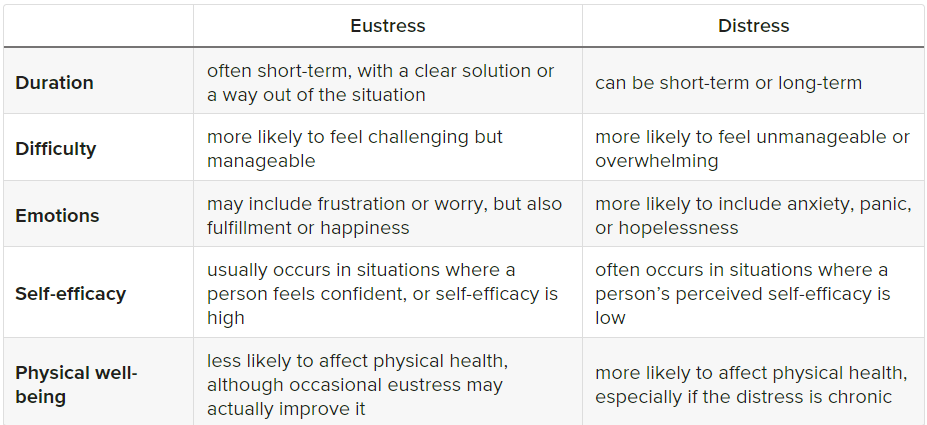 Eustress
Distress
Duration
often short-term, with a clear solution or
a way out of the situation
can be short-term or long-term
Difficulty
more likely to feel challenging but
manageable
more likely to feel unmanageable or
overwhelming
Emotions
may include frustration or worry, but also
fulfillment or happiness
more likely to include anxiety, panic,
or hopelessness
Self-efficacy
usually occurs in situations where a
person feels confident, or self-efficacy is
high
often occurs in situations where a
person’s perceived self-efficacy is
low
Physical well-
being
less likely to affect physical health,
although occasional eustress may
actually improve it
more likely to affect physical health,
especially if the distress is chronic